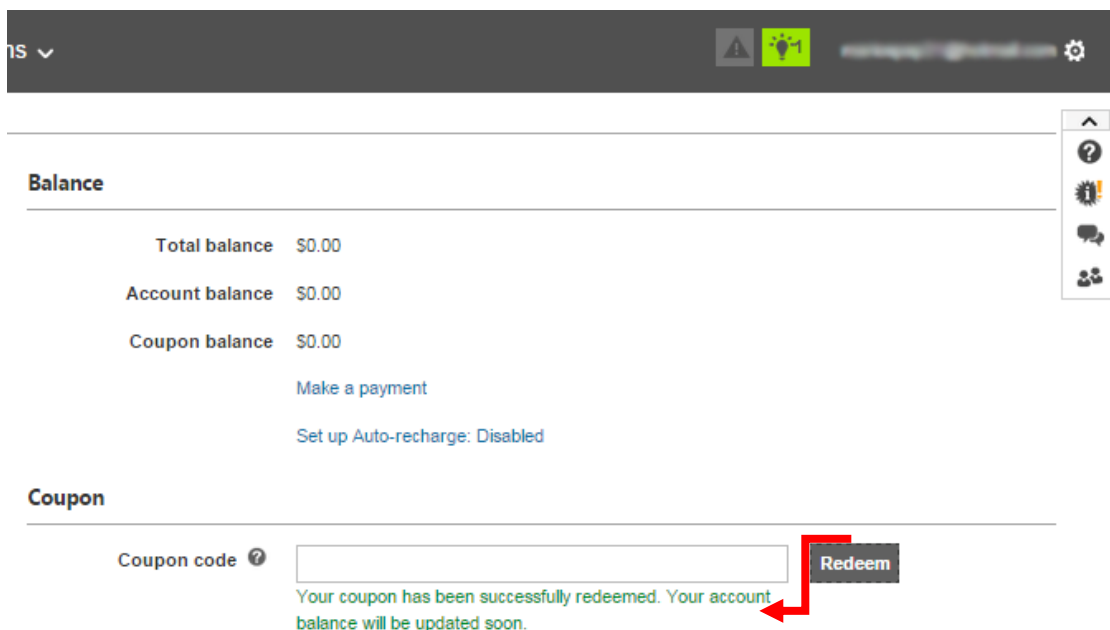 Balance
Total balance $0.00
Account balance $0.00
Coupon balance $0.00
Make a payment
Set up Auto-recharge: Disabled
Coupon
Coupon code ?
Redeem
Your coupon has been successfully redeemed. Your account
balance will be updated soon.